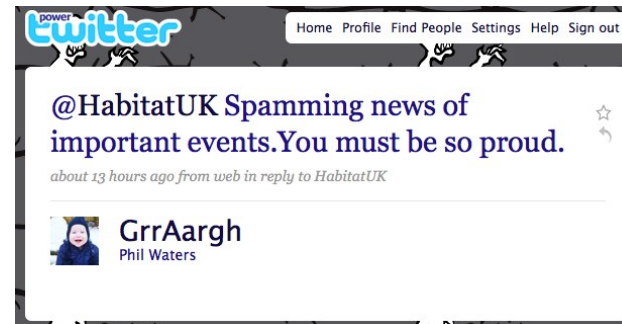 power
twitter
Home Profile Find People Settings Help Sign out
@HabitatUK Spamming news of
important events.You must be so proud.
about 13 hours ago from web in reply to HabitatUK
GrrAargh
Phil Waters